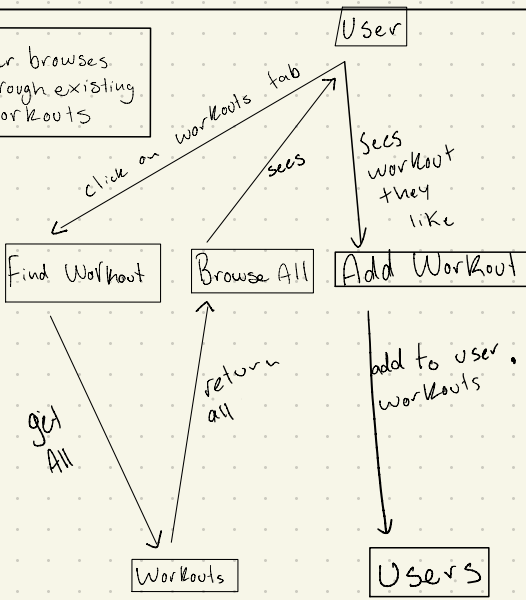 User
er browses
rough existing
orkouts
click on workouts tab
sees
Sees
workout
they
like
Find Workout
Browse All
Add Workout
get
All
return
all
add to user
workouts
Workouts
Users